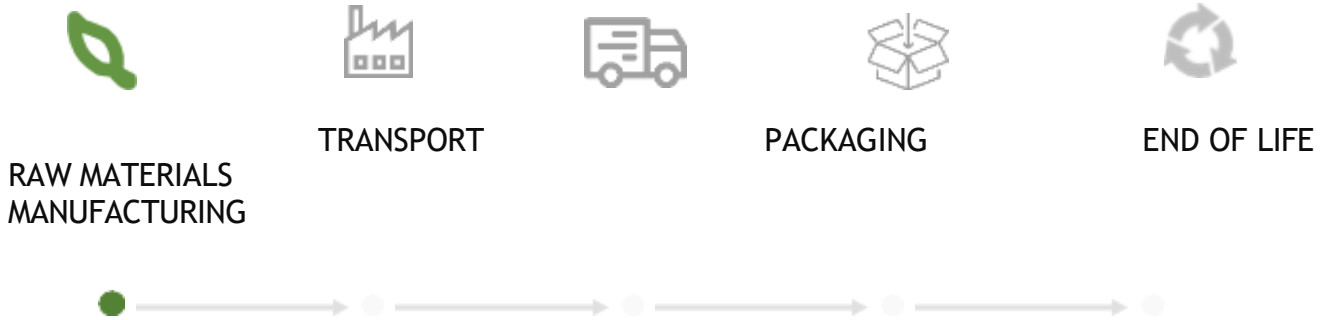 TRANSPORT PACKAGING END OF LIFE
RAW MATERIALS
MANUFACTURING